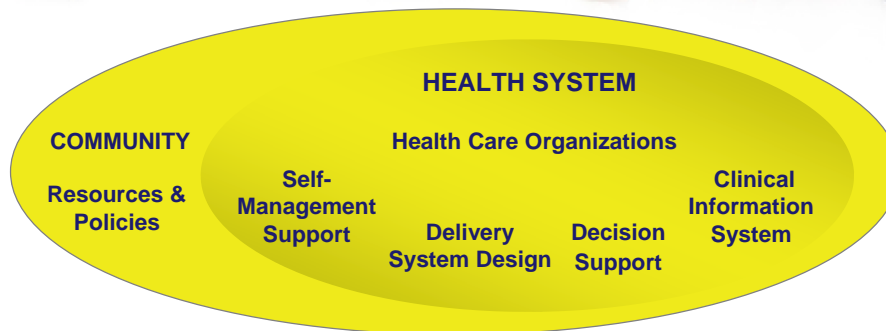 HEALTH SYSTEM
COMMUNITY
Health Care Organizations
Resources &
Policies
Self-
Management
Support
Delivery
System Design
Decision
Support
Clinical
Information
System